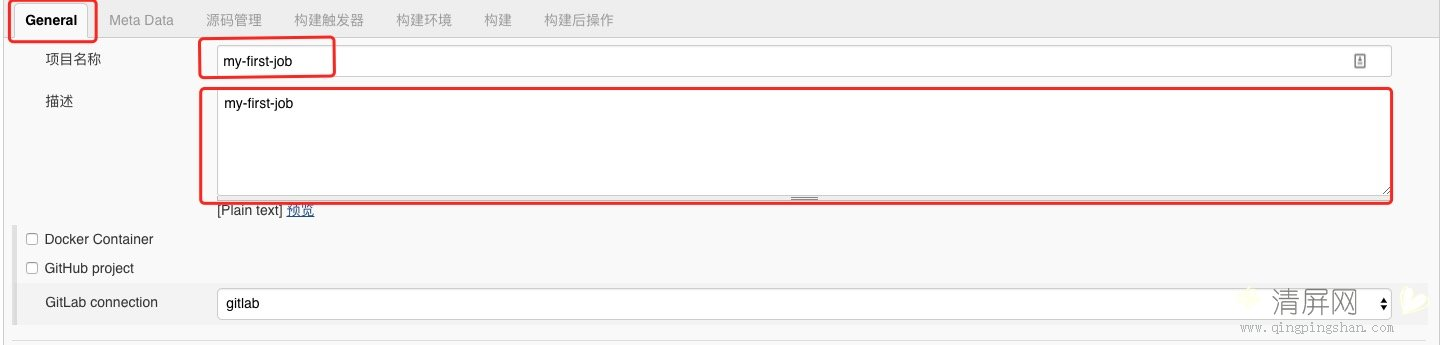 General Meta Data 源码管理 构建触发器 构建环境 构建 构建后操作
项目名称 my-first-job
描述 my-first-job
[Plain text] 预览
Docker Container
GitHub project
GitLab connection gitlab
清屏网
www.qingpingshan.com